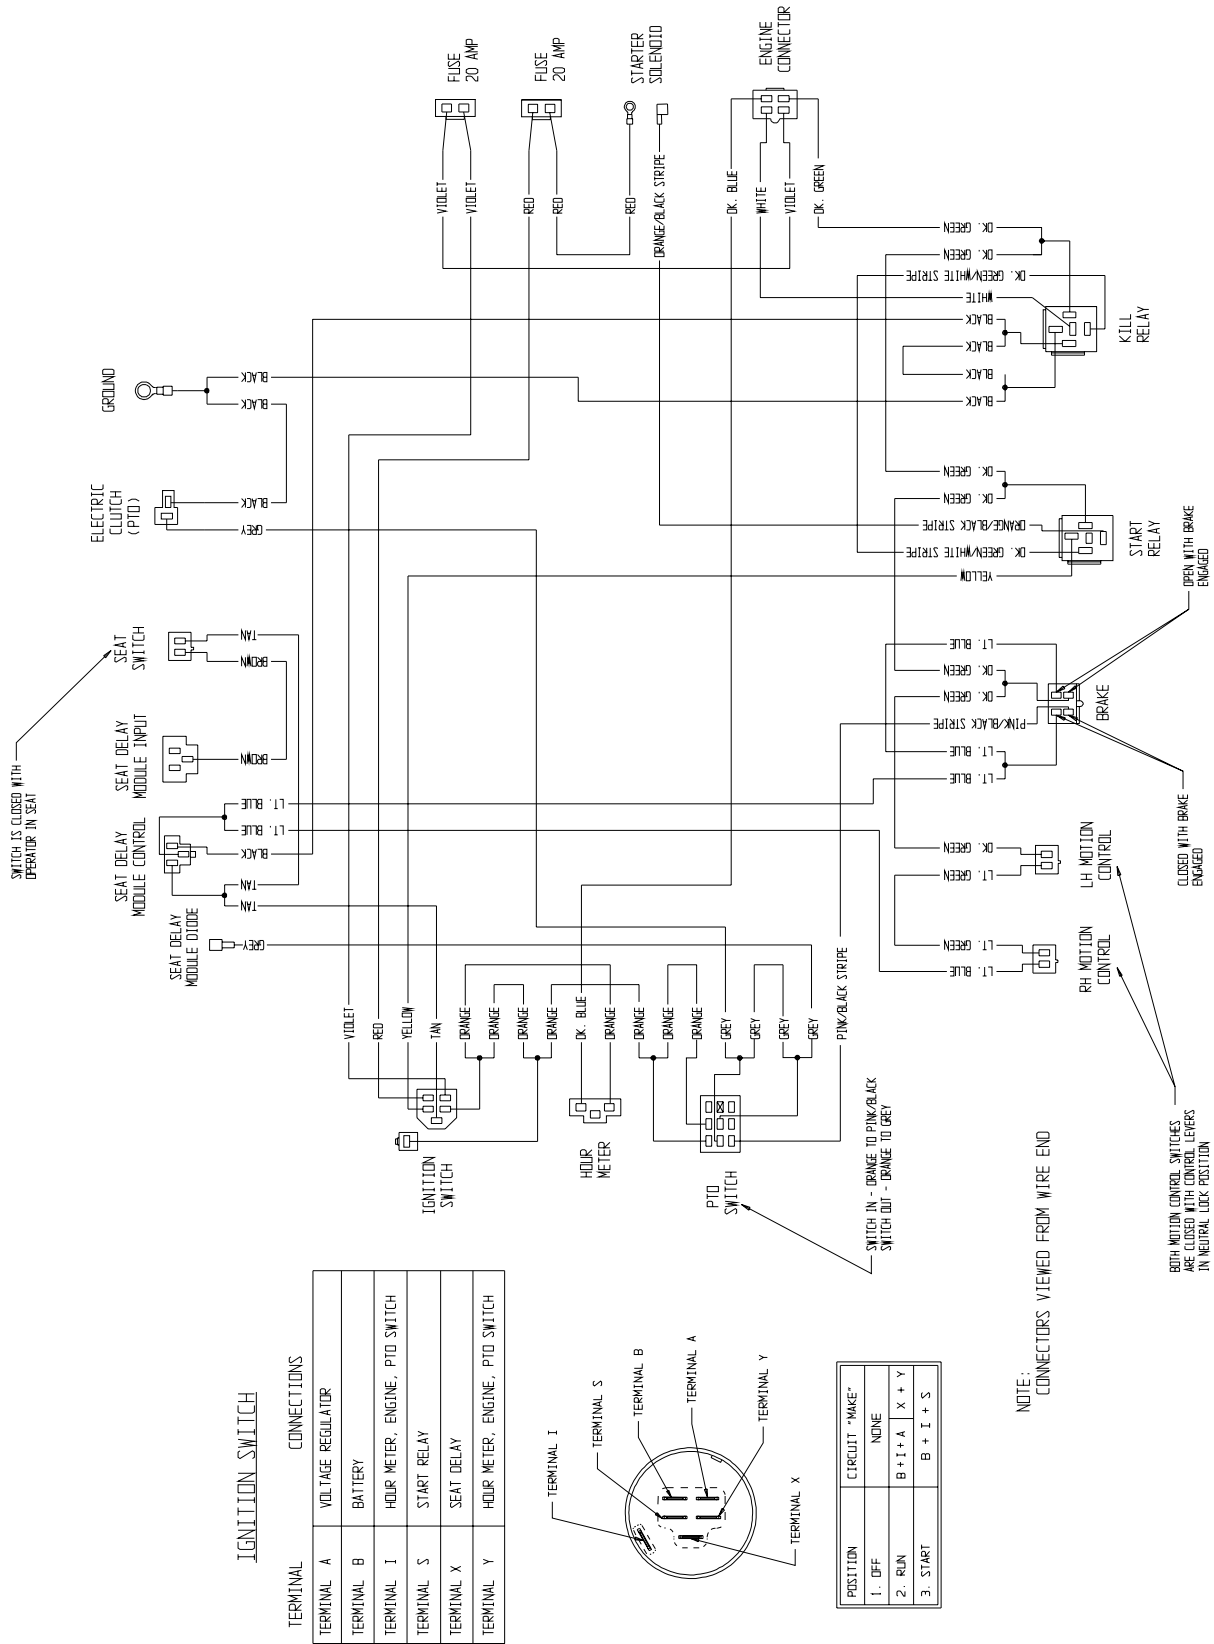 FUSE
20 AMP
FUSE
20 AMP
STARTER
SOLENOID
ENGINE
CONNECTOR
VIOLET
VIOLET
RED
RED
RED
ORANGE/BLACK STRIPE
DK. BLUE
WHITE
VIOLET
DK. GREEN
DK. GREEN
DK. GREEN
DK. GREEN/WHITE STRIPE
WHITE
BLACK
BLACK
BLACK
BLACK
KILL
RELAY
GROUND
BLACK
BLACK
ELECTRIC
CLUTCH
(PTO)
BLACK
GREY
DK. GREEN
DK. GREEN
ORANGE/BLACK STRIPE
DK. GREEN/WHITE STRIPE
YELLOW
START
RELAY
OPEN WITH BRAKE
ENGAGED
SEAT
SWITCH
TAN
BROWN
SWITCH IS CLOSED WITH
OPERATOR IN SEAT
SEAT DELAY
MODULE INPUT
BROWN
LT. BLUE
DK. GREEN
DK. GREEN
PINK/BLACK STRIPE
LT. BLUE
LT. BLUE
BRAKE
CLOSED WITH BRAKE
ENGAGED
SEAT DELAY
MODULE CONTROL
LT. BLUE
LT. BLUE
BLACK
TAN
TAN
SEAT DELAY
MODULE DIODE
GREY
DK. GREEN
LT. GREEN
LH MOTION
CONTROL
LT. GREEN
LT. BLUE
RH MOTION
CONTROL
VIOLET
RED
YELLOW
TAN
ORANGE
ORANGE
ORANGE
ORANGE
DK. BLUE
ORANGE
ORANGE
ORANGE
ORANGE
GREY
GREY
GREY
GREY
PINK/BLACK STRIPE
IGNITION
SWITCH
HOUR
METER
PTO
SWITCH
SWITCH IN - ORANGE TO PINK/BLACK
SWITCH OUT - ORANGE TO GREY
BOTH MOTION CONTROL SWITCHES
ARE CLOSED WITH CONTROL LEVERS
IN NEUTRAL LOCK POSITION
NOTE:
CONNECTORS VIEWED FROM WIRE END
IGNITION SWITCH
TERMINAL CONNECTIONS
TERMINAL A VOLTAGE REGULATOR
TERMINAL B BATTERY
TERMINAL I HOUR METER, ENGINE, PTO SWITCH
TERMINAL S START RELAY
TERMINAL X SEAT DELAY
TERMINAL Y HOUR METER, ENGINE, PTO SWITCH
TERMINAL I
TERMINAL S
TERMINAL B
TERMINAL A
TERMINAL Y
TERMINAL X
POSITION CIRCUIT "MAKE"
1. OFF NONE
2. RUN B+I+A X + Y
3. START B + I + S